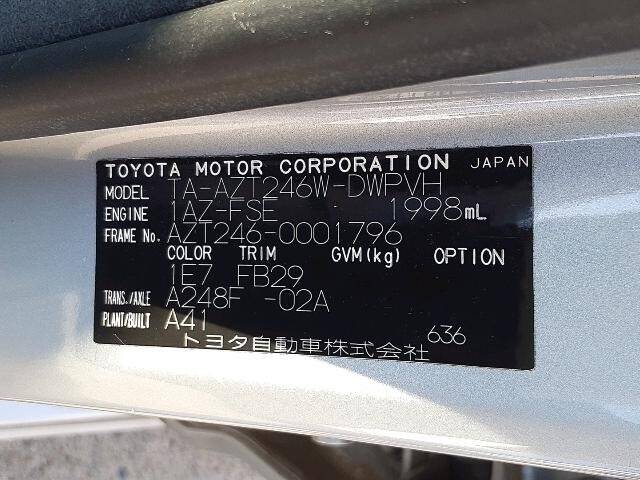 TOYOTA MOTOR CORPORATION JAPAN
MODEL TA-AZT246W-DWPVH
ENGINE 1AZ-FSE 1998mL
FRAME No. AZT246-0001796
COLOR TRIM GVM(kg) OPTION
1E7 FB29
TRANS./AXLE A248F -02A
PLANT/BUILT A41
トヨタ自動車株式会社 636